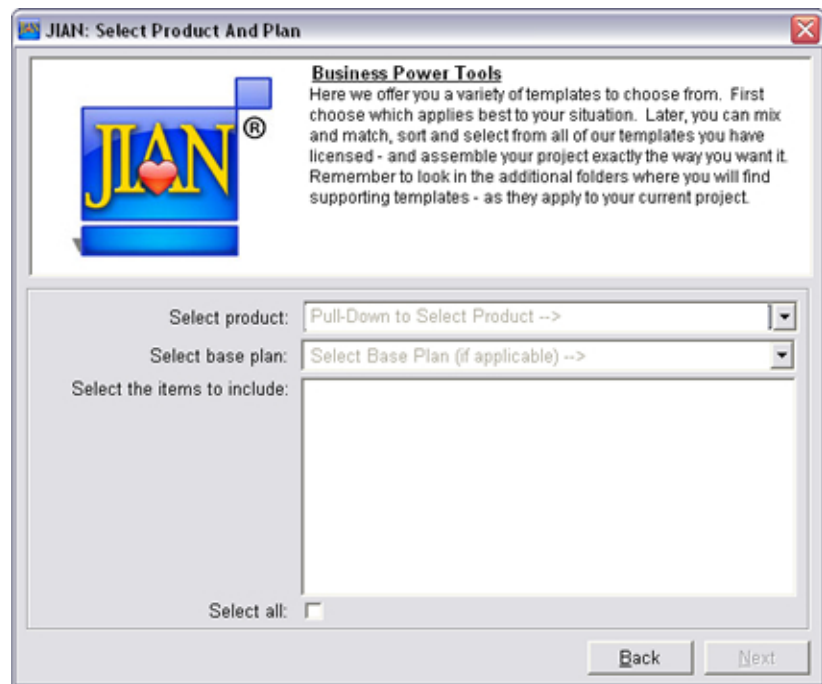 JIAN: Select Product And Plan
Business Power Tools
Here we offer you a variety of templates to choose from. First
choose which applies best to your situation. Later, you can mix
and match, sort and select from all of our templates you have
licensed - and assemble your project exactly the way you want it.
Remember to look in the additional folders where you will find
supporting templates - as they apply to your current project.
JIAN ®
Select product: Pull-Down to Select Product -->
Select base plan: Select Base Plan (if applicable) -->
Select the items to include:
Select all:
Back Next